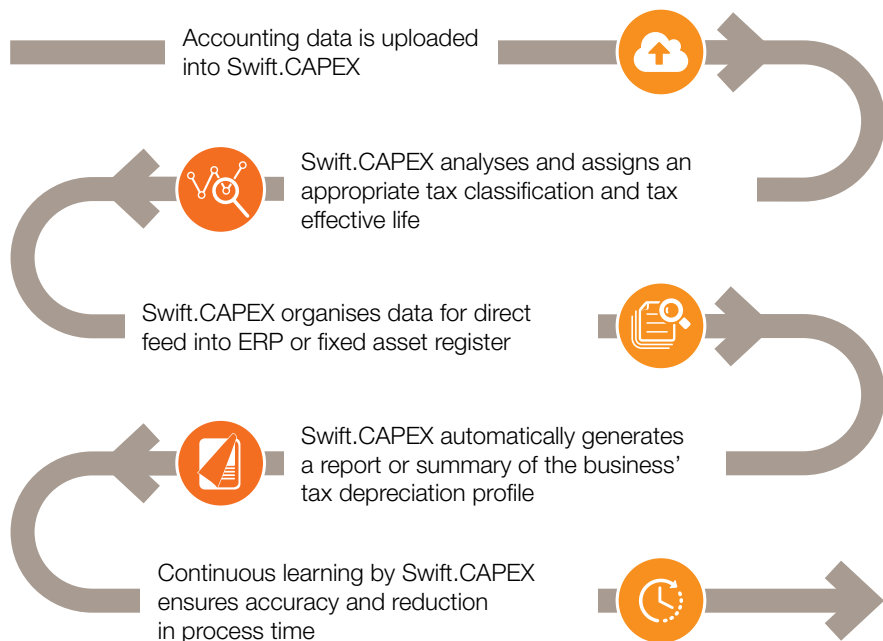 Accounting data is uploaded
into Swift.CAPEX
Swift.CAPEX analyses and assigns an
appropriate tax classification and tax
effective life
Swift.CAPEX organises data for direct
feed into ERP or fixed asset register
Swift.CAPEX automatically generates
a report or summary of the business’
tax depreciation profile
Continuous learning by Swift.CAPEX
ensures accuracy and reduction
in process time